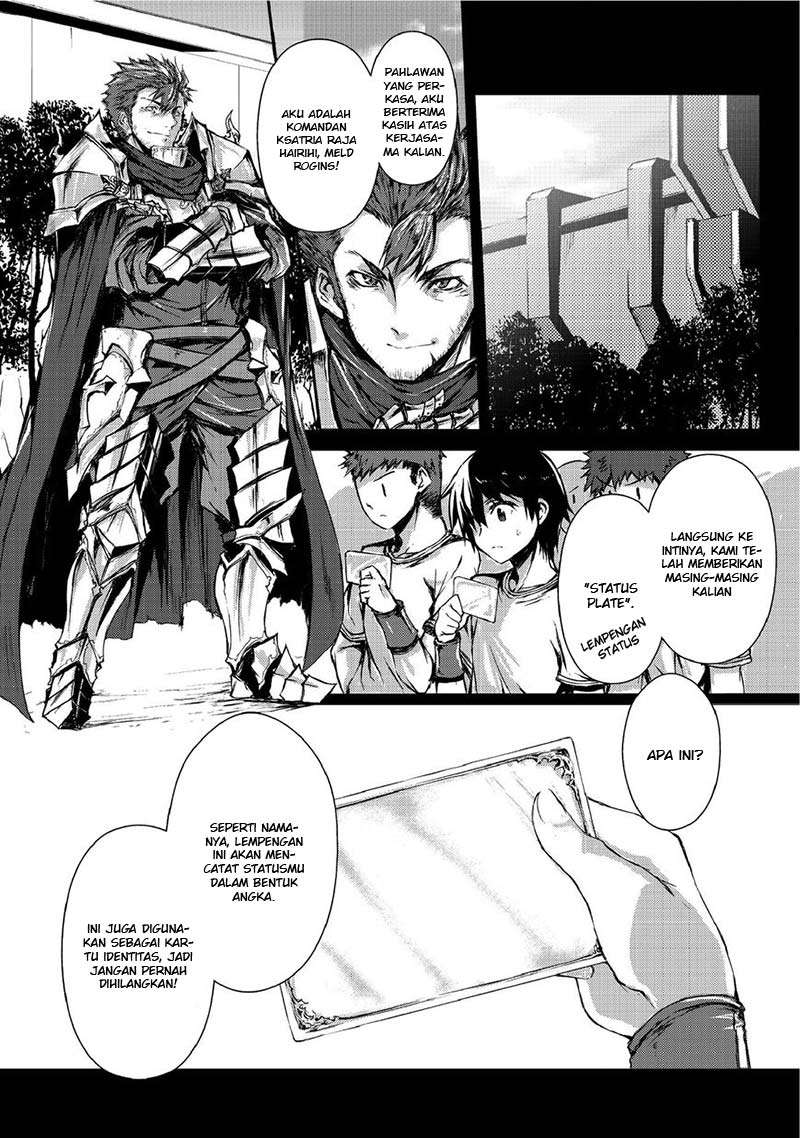 PAHLAWAN
YANG PER-
KASA, AKU
BERTERIMA
KASIH ATAS
KERJASA-
MA KALIAN.
AKU ADALAH
KOMANDAN
KSATRIA RAJA
HAIRIHI, MELD
ROGINS!
LANGSUNG KE
INTINYA, KAMI TE-
LAH MEMBERIKAN
MASING-MASING
KALIAN
"STATUS
PLATE".
LEMPENGAN
STATUS
APA INI?
SEPERTI NAMA-
NYA, LEMPENGAN
INI AKAN MEN-
CATAT STATUSMU
DALAM BENTUK
ANGKA.
INI JUGA DIGUNA-
KAN SEBAGAI KAR-
TU IDENTITAS, JADI
JANGAN PERNAH
DIHILANGKAN!